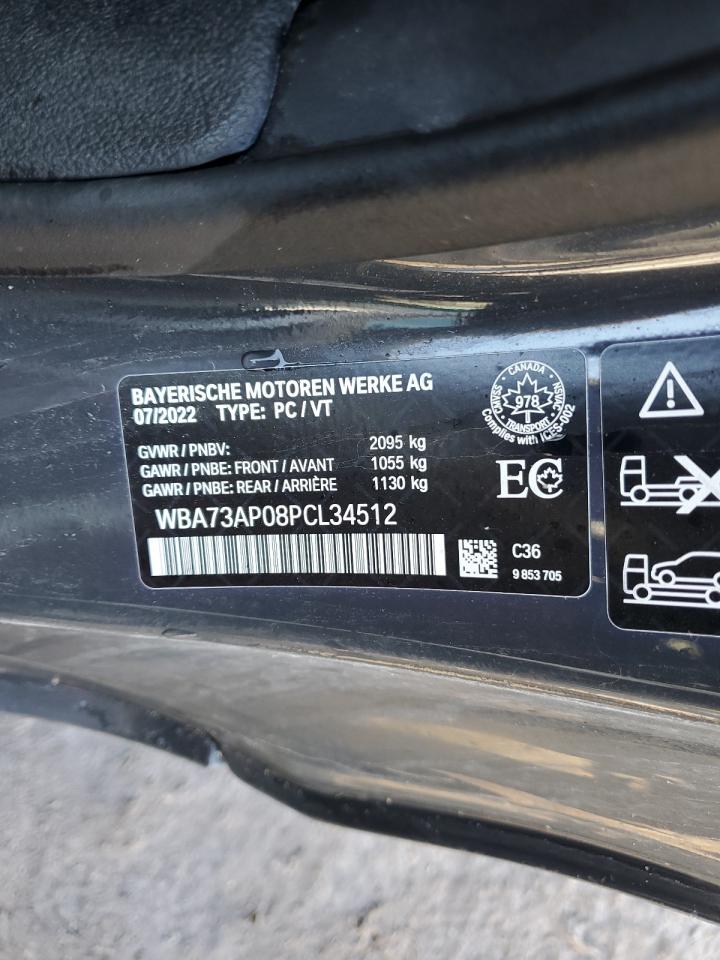 BAYERISCHE MOTOREN WERKE AG
07/2022 TYPE: PC / VT
GVWR / PNBV: 2095 kg
GAWR / PNBE: FRONT / AVANT 1055 kg
GAWR / PNBE: REAR / ARRIÈRE 1130 kg
WBA73AP08PCL34512
CANADA
978
TRANSPORT
CMVSS
NSVAC
Complies with ICES-002
EC
C36
9 853 705